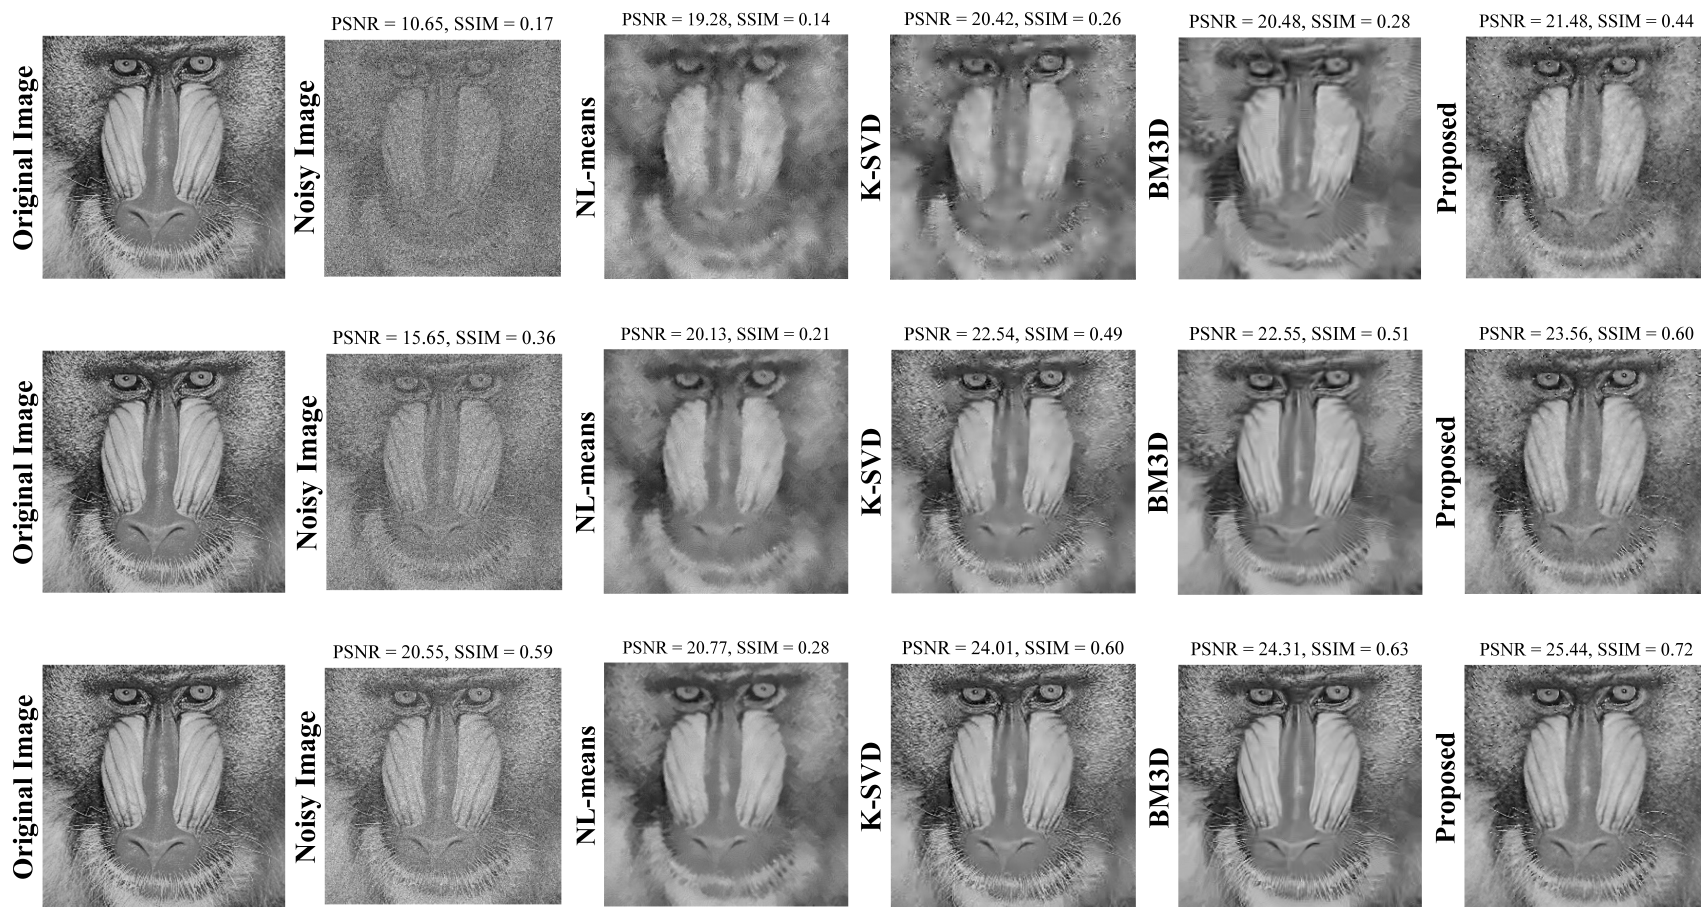 Original Image
Noisy Image
PSNR = 10.65, SSIM = 0.17
NL-means
PSNR = 19.28, SSIM = 0.14
K-SVD
PSNR = 20.42, SSIM = 0.26
BM3D
PSNR = 20.48, SSIM = 0.28
Proposed
PSNR = 21.48, SSIM = 0.44
Original Image
Noisy Image
PSNR = 15.65, SSIM = 0.36
NL-means
PSNR = 20.13, SSIM = 0.21
K-SVD
PSNR = 22.54, SSIM = 0.49
BM3D
PSNR = 22.55, SSIM = 0.51
Proposed
PSNR = 23.56, SSIM = 0.60
Original Image
Noisy Image
PSNR = 20.55, SSIM = 0.59
NL-means
PSNR = 20.77, SSIM = 0.28
K-SVD
PSNR = 24.01, SSIM = 0.60
BM3D
PSNR = 24.31, SSIM = 0.63
Proposed
PSNR = 25.44, SSIM = 0.72